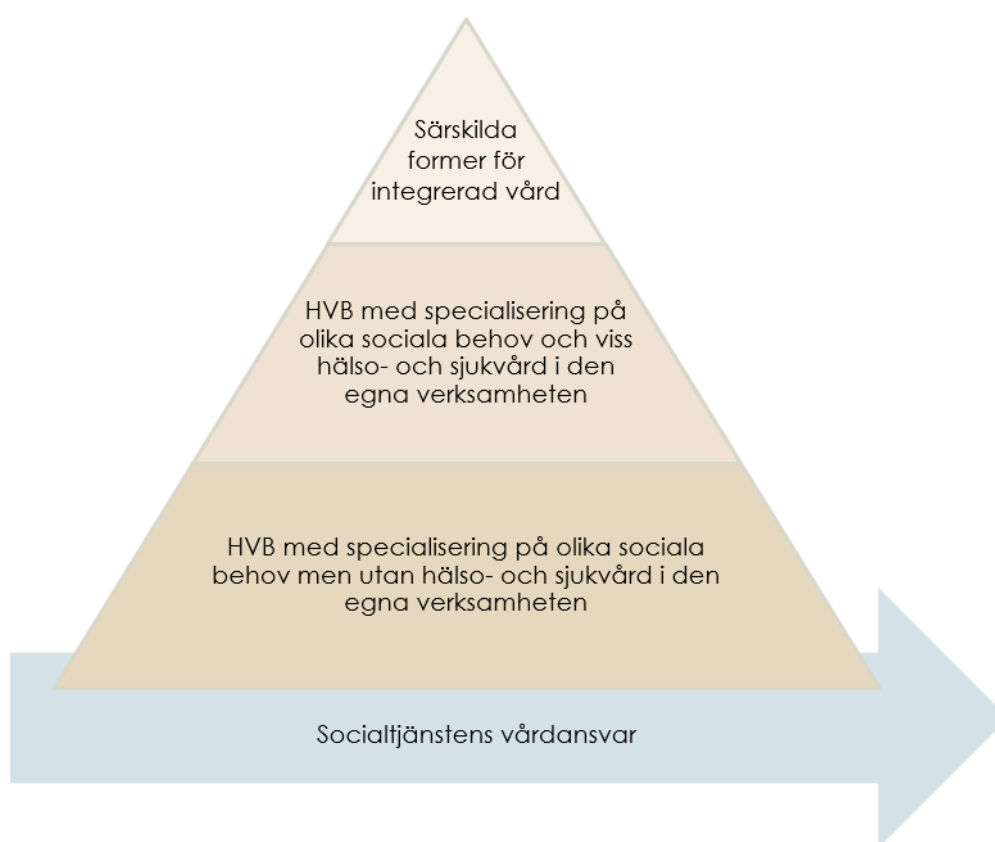 Särskilda
former för
integrerad vård
HVB med specialisering på
olika sociala behov och viss
hälso- och sjukvård i den
egna verksamheten
HVB med specialisering på olika sociala
behov men utan hälso- och sjukvård i den
egna verksamheten
Socialtjänstens vårdansvar